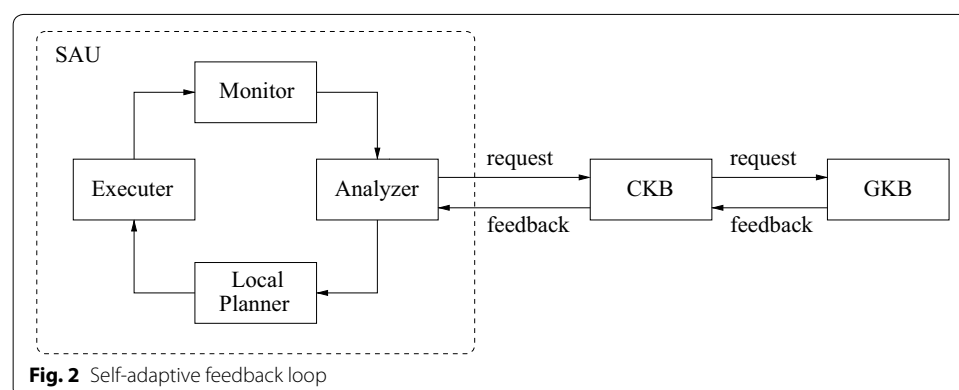 SAU
Monitor
request
request
Executer
Analyzer
CKB
GKB
feedback
feedback
Local
Planner
Fig. 2 Self-adaptive feedback loop